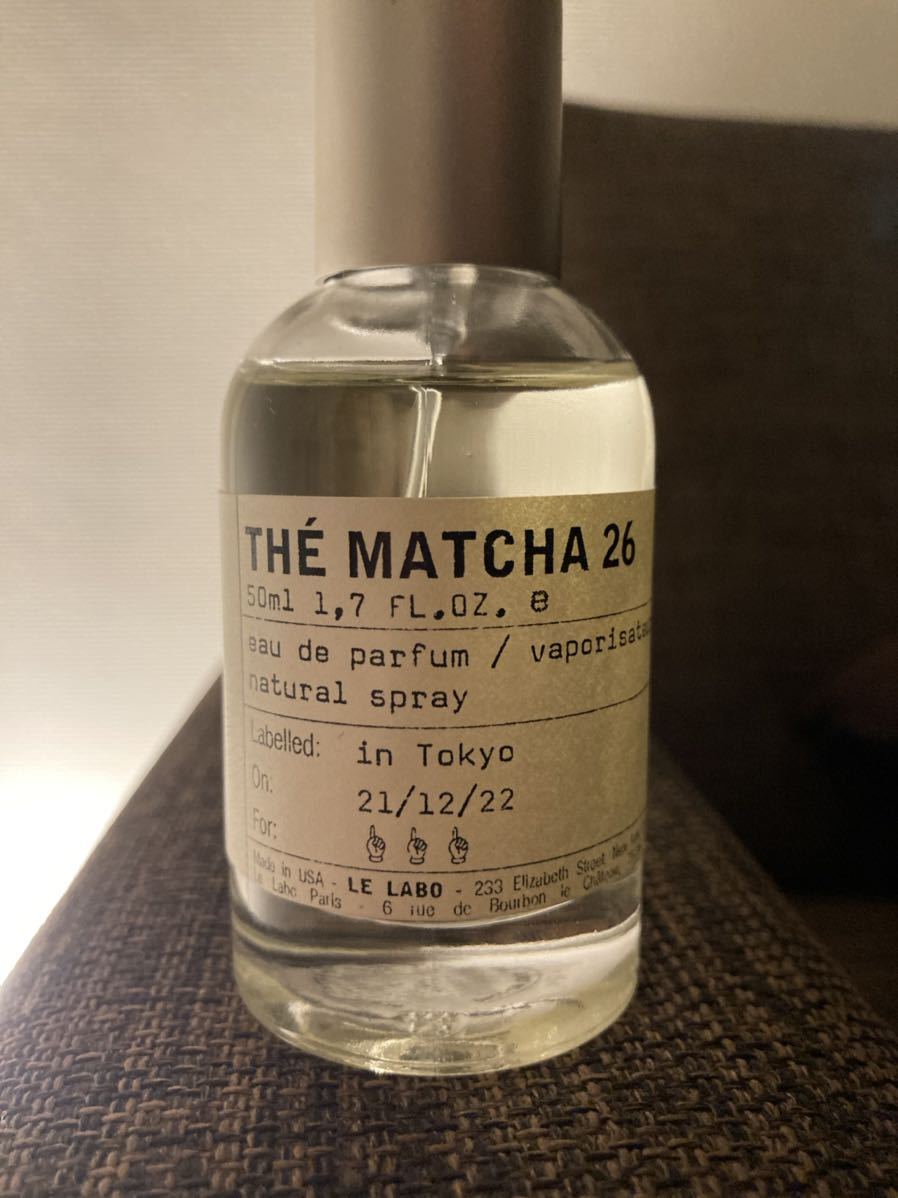 THÉ MATCHA 26
50ml 1,7 FL.OZ. e
eau de parfum /
natural spray
Labelled: in Tokyo
On: 21/12/22
For: ☝ ☝ ☝
Made in USA - LE LABO - 233 Elizabeth Street, New
Le Labo Paris - 6 rue de Bourbon le Château,